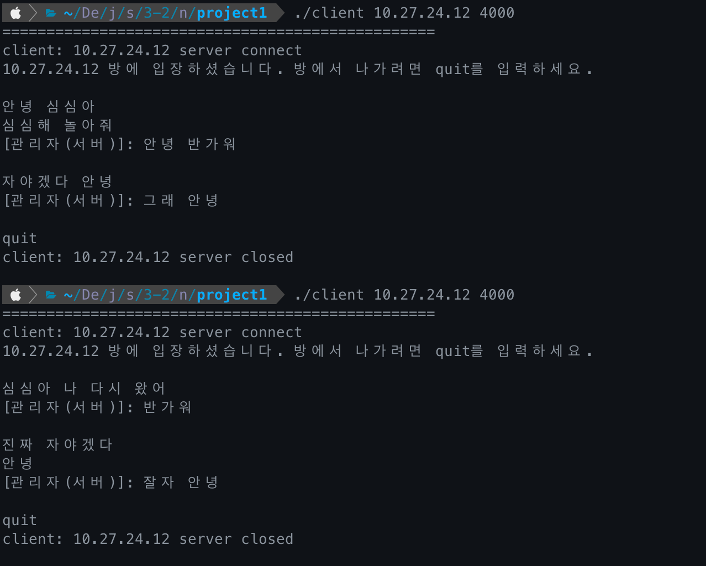 ~/De/j/s/3-2/n/project1 ./client 10.27.24.12 4000
=================================================
client: 10.27.24.12 server connect
10.27.24.12 방에 입장하셨습니다. 방에서 나가려면 quit를 입력하세요.
안녕 심심아
심심해 놀아줘
[관리자(서버)]: 안녕 반가워
자야겠다 안녕
[관리자(서버)]: 그래 안녕
quit
client: 10.27.24.12 server closed
~/De/j/s/3-2/n/project1 ./client 10.27.24.12 4000
=================================================
client: 10.27.24.12 server connect
10.27.24.12 방에 입장하셨습니다. 방에서 나가려면 quit를 입력하세요.
심심아 나 다시 왔어
[관리자(서버)]: 반가워
진짜 자야겠다
안녕
[관리자(서버)]: 잘자 안녕
quit
client: 10.27.24.12 server closed